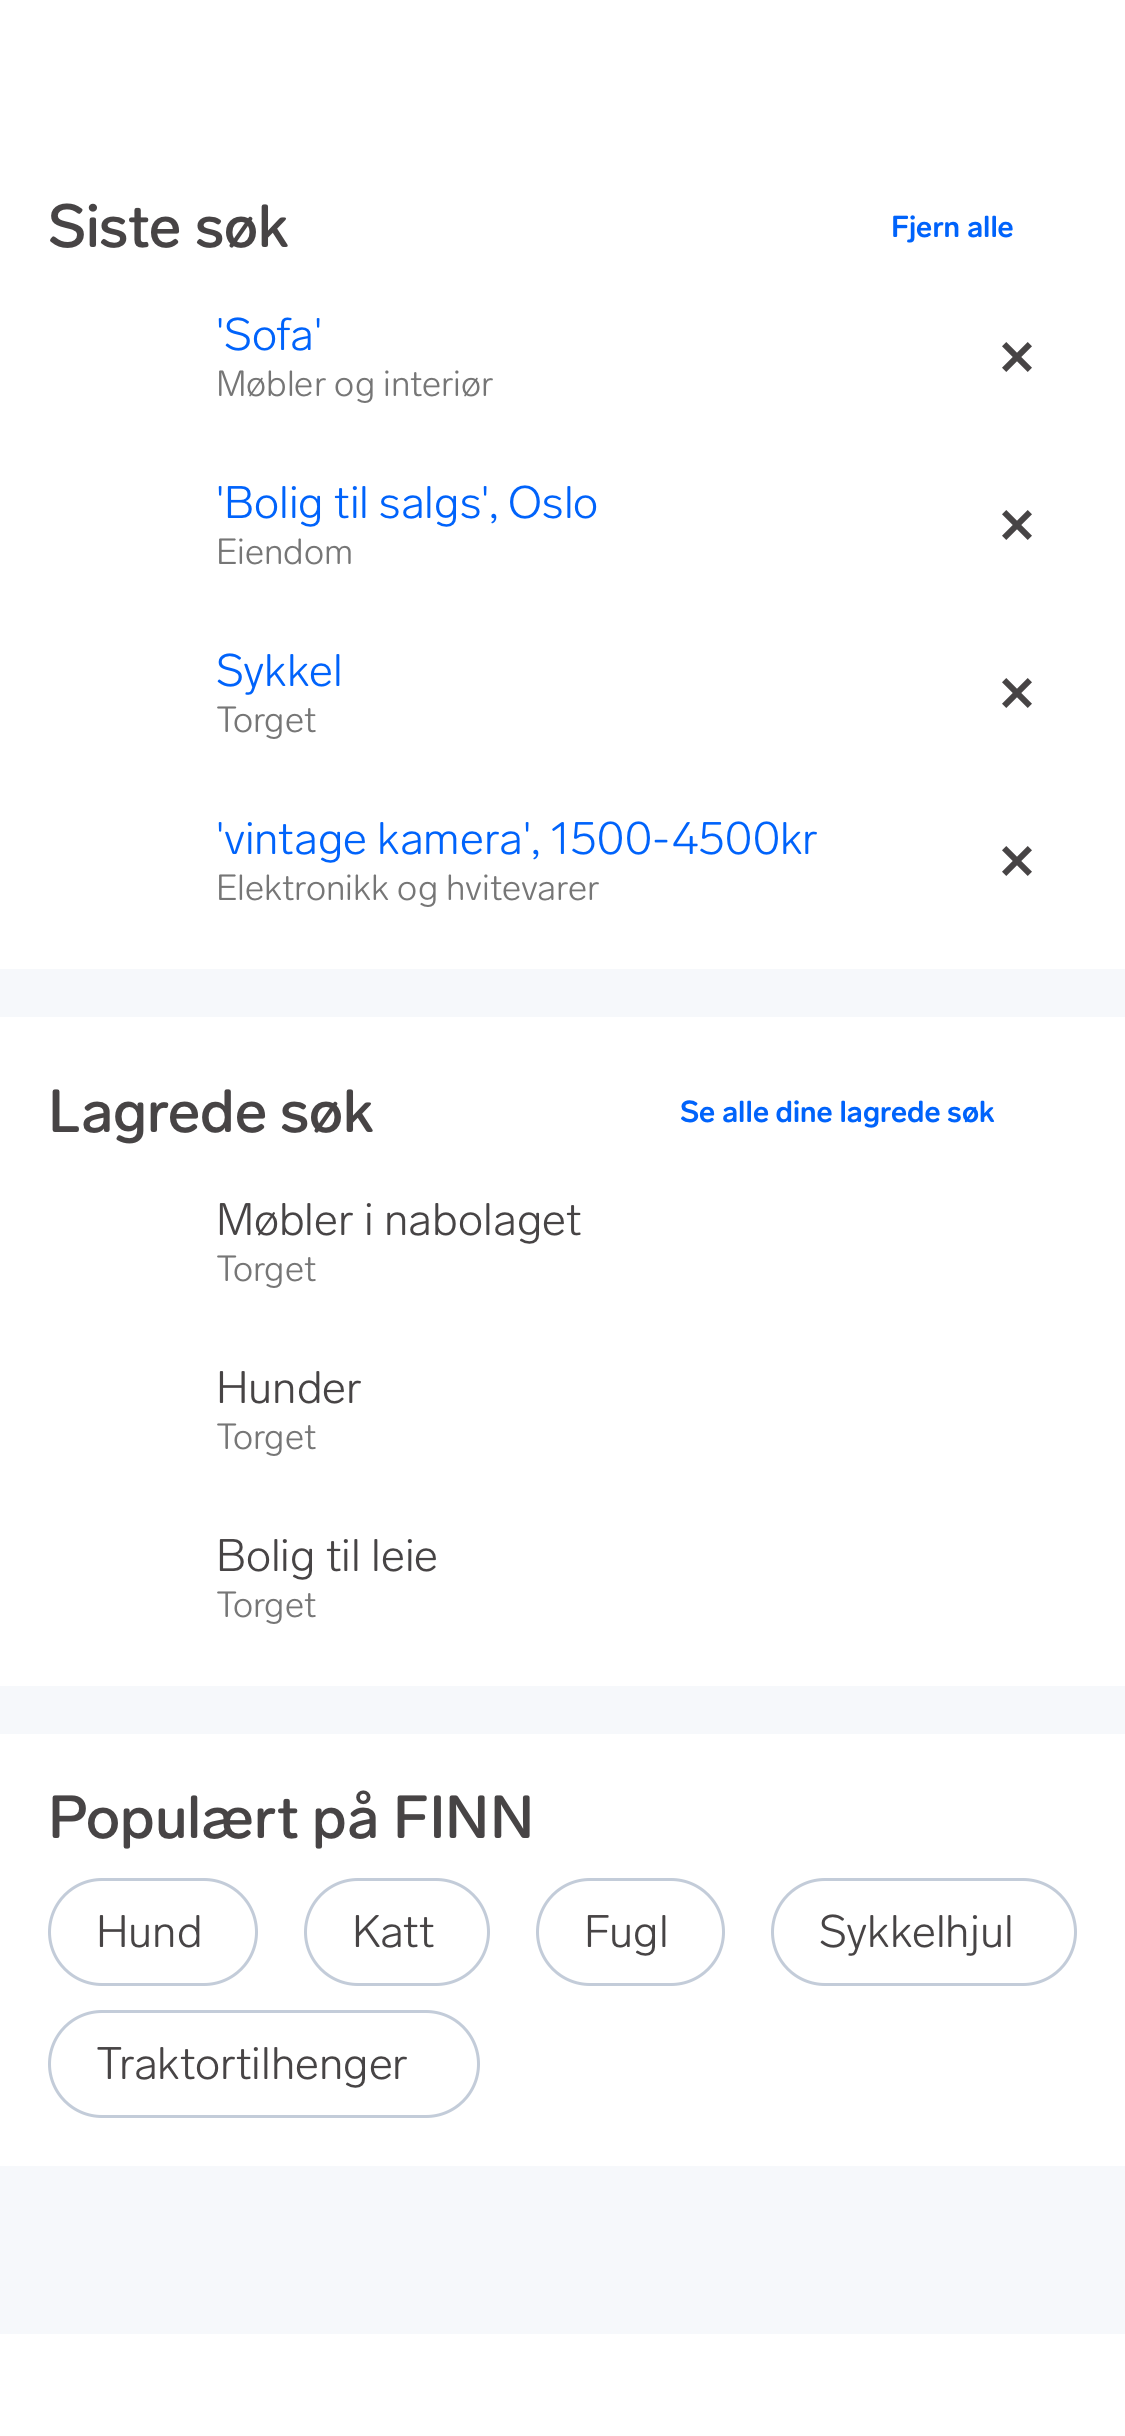 Siste søk
Fjern alle
'Sofa'
Møbler og interiør
'Bolig til salgs', Oslo
Eiendom
Sykkel
Torget
'vintage kamera', 1500-4500kr
Elektronikk og hvitevarer
Lagrede søk
Se alle dine lagrede søk
Møbler i nabolaget
Torget
Hunder
Torget
Bolig til leie
Torget
Populært på FINN
Hund Katt Fugl Sykkelhjul
Traktortilhenger